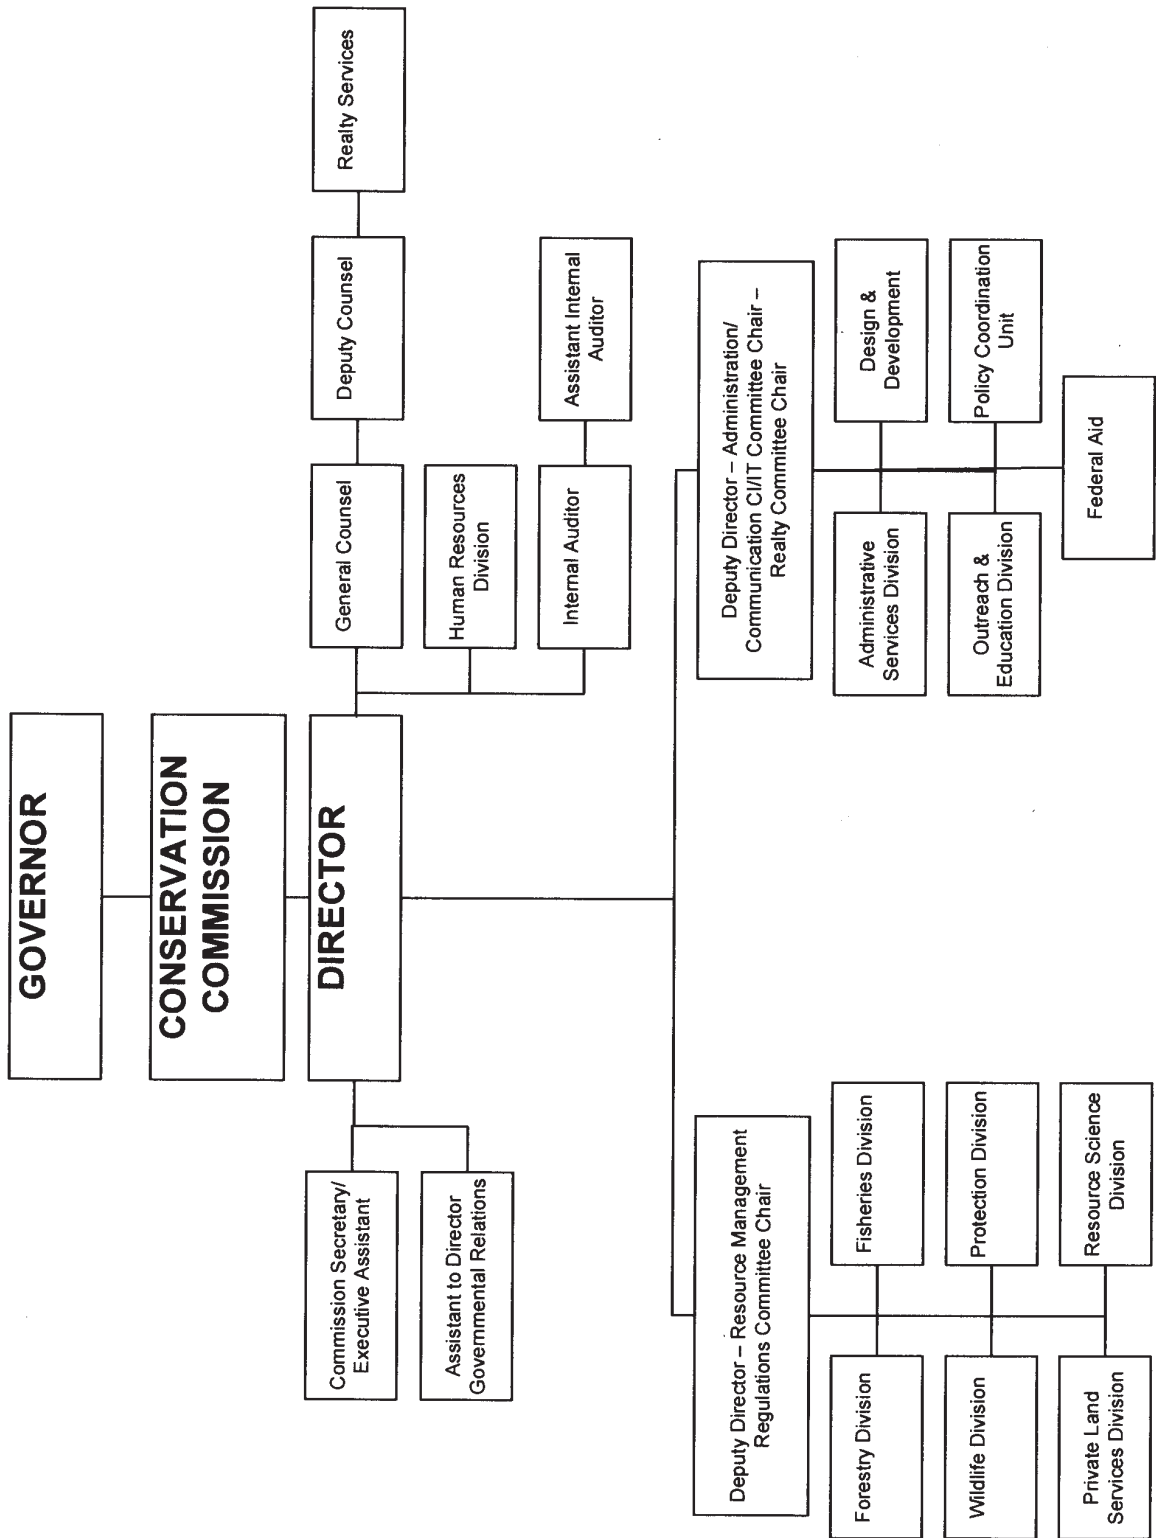 GOVERNOR
CONSERVATION
COMMISSION
DIRECTOR
Commission Secretary/
Executive Assistant
Assistant to Director
Governmental Relations
General Counsel
Deputy Counsel
Realty Services
Human Resources
Division
Internal Auditor
Assistant Internal
Auditor
Deputy Director – Resource Management
Regulations Committee Chair
Forestry Division
Fisheries Division
Wildlife Division
Protection Division
Private Land
Services Division
Resource Science
Division
Deputy Director – Administration/
Communication CI/IT Committee Chair –
Realty Committee Chair
Administrative
Services Division
Design &
Development
Outreach &
Education Division
Policy Coordination
Unit
Federal Aid